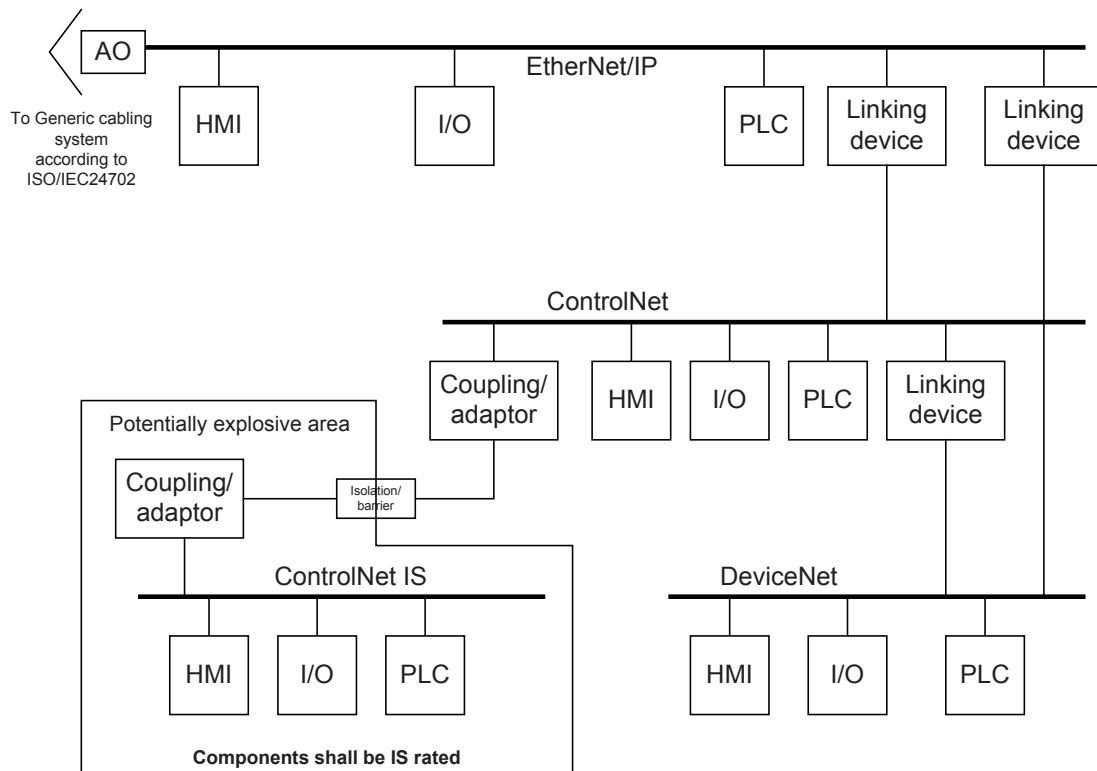 AO
EtherNet/IP
To Generic cabling
system
according to
ISO/IEC24702
HMI
I/O
PLC
Linking
device
Linking
device
ControlNet
Coupling/
adaptor
HMI
I/O
PLC
Linking
device
Potentially explosive area
Coupling/
adaptor
Isolation/
barrier
ControlNet IS
DeviceNet
HMI
I/O
PLC
HMI
I/O
PLC
Components shall be IS rated